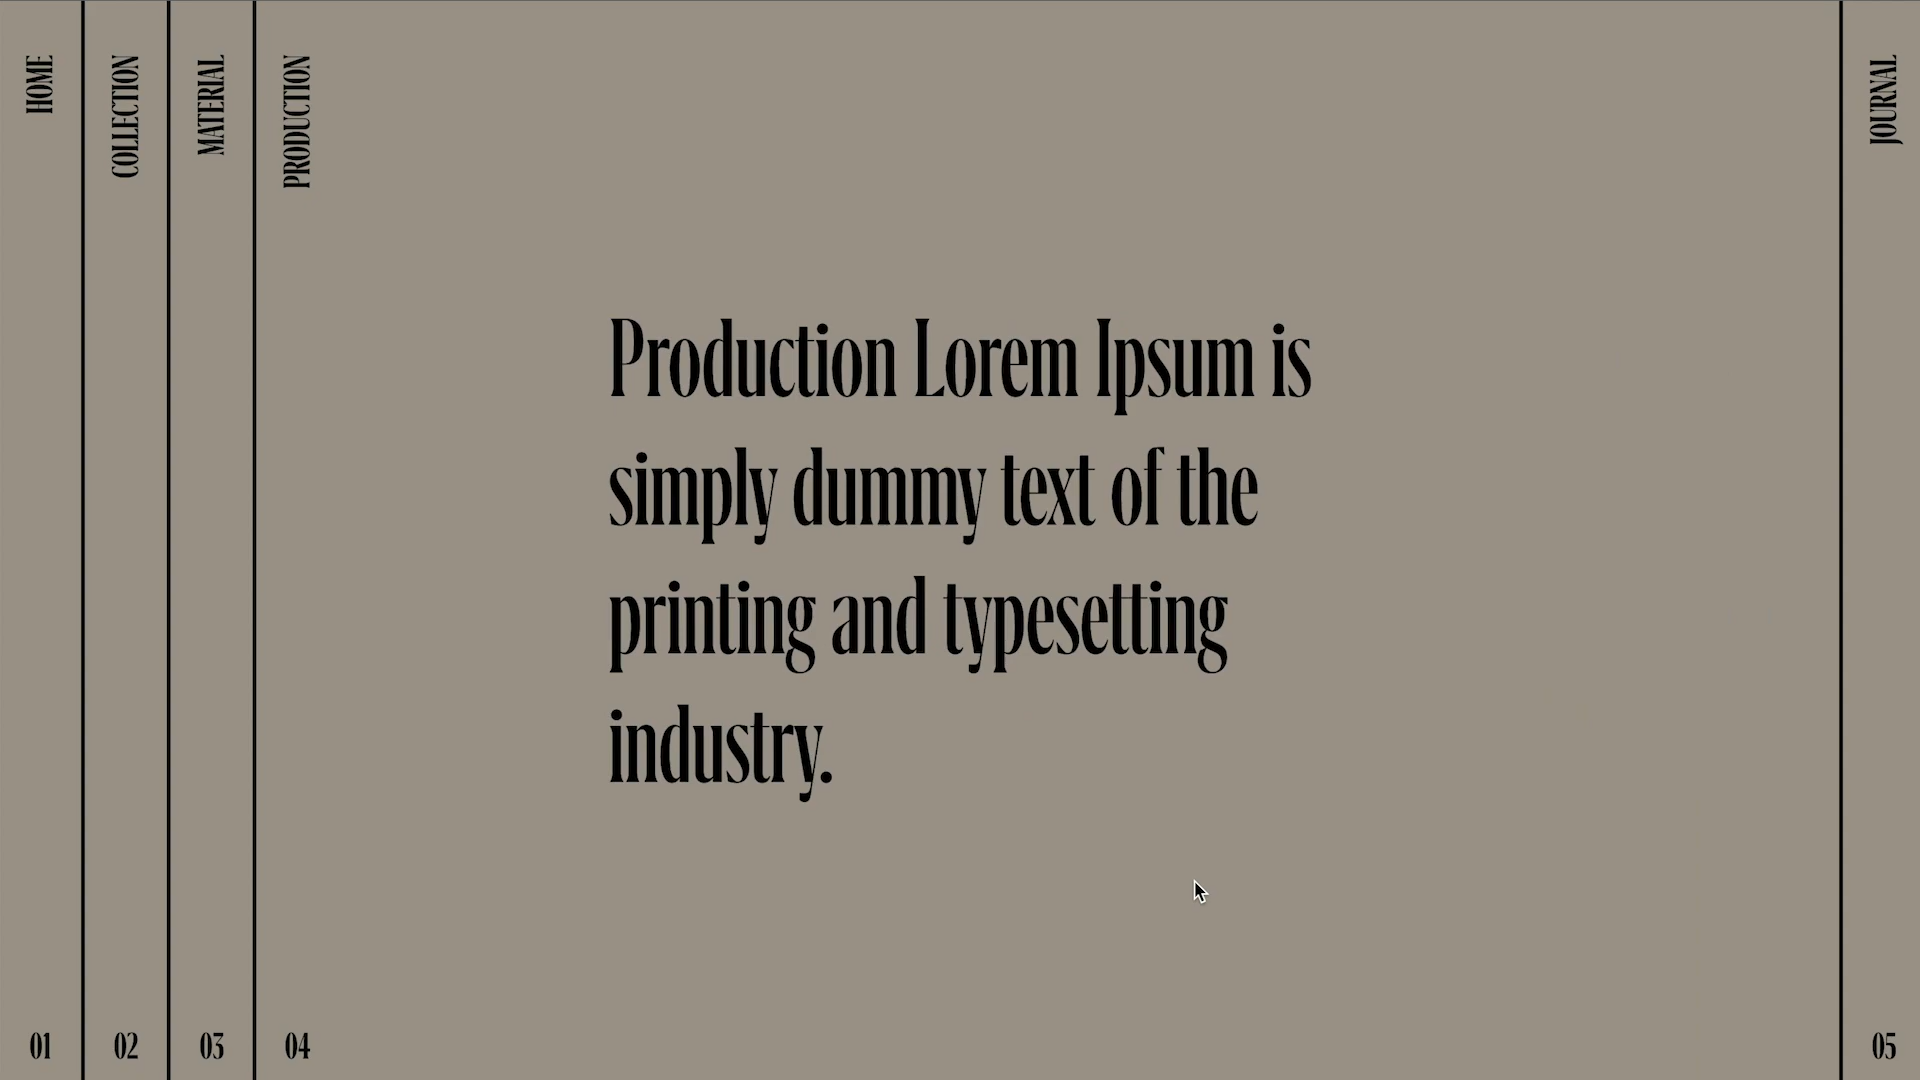 HOME
COLLECTION
MATERIAL
PRODUCTION
JOURNAL
Production Lorem Ipsum is
simply dummy text of the
printing and typesetting
industry.
01
02
03
04
05